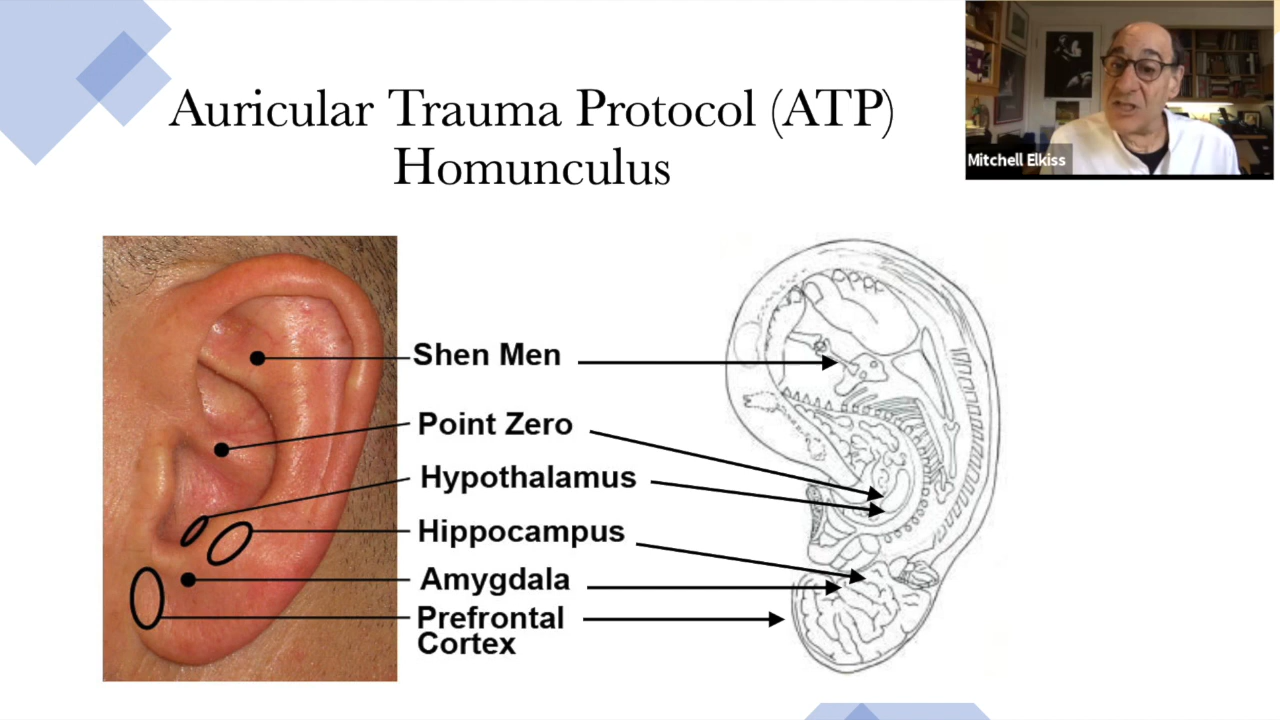 Auricular Trauma Protocol (ATP)
Homunculus
Mitchell Elkiss
Shen Men
Point Zero
Hypothalamus
Hippocampus
Amygdala
Prefrontal
Cortex